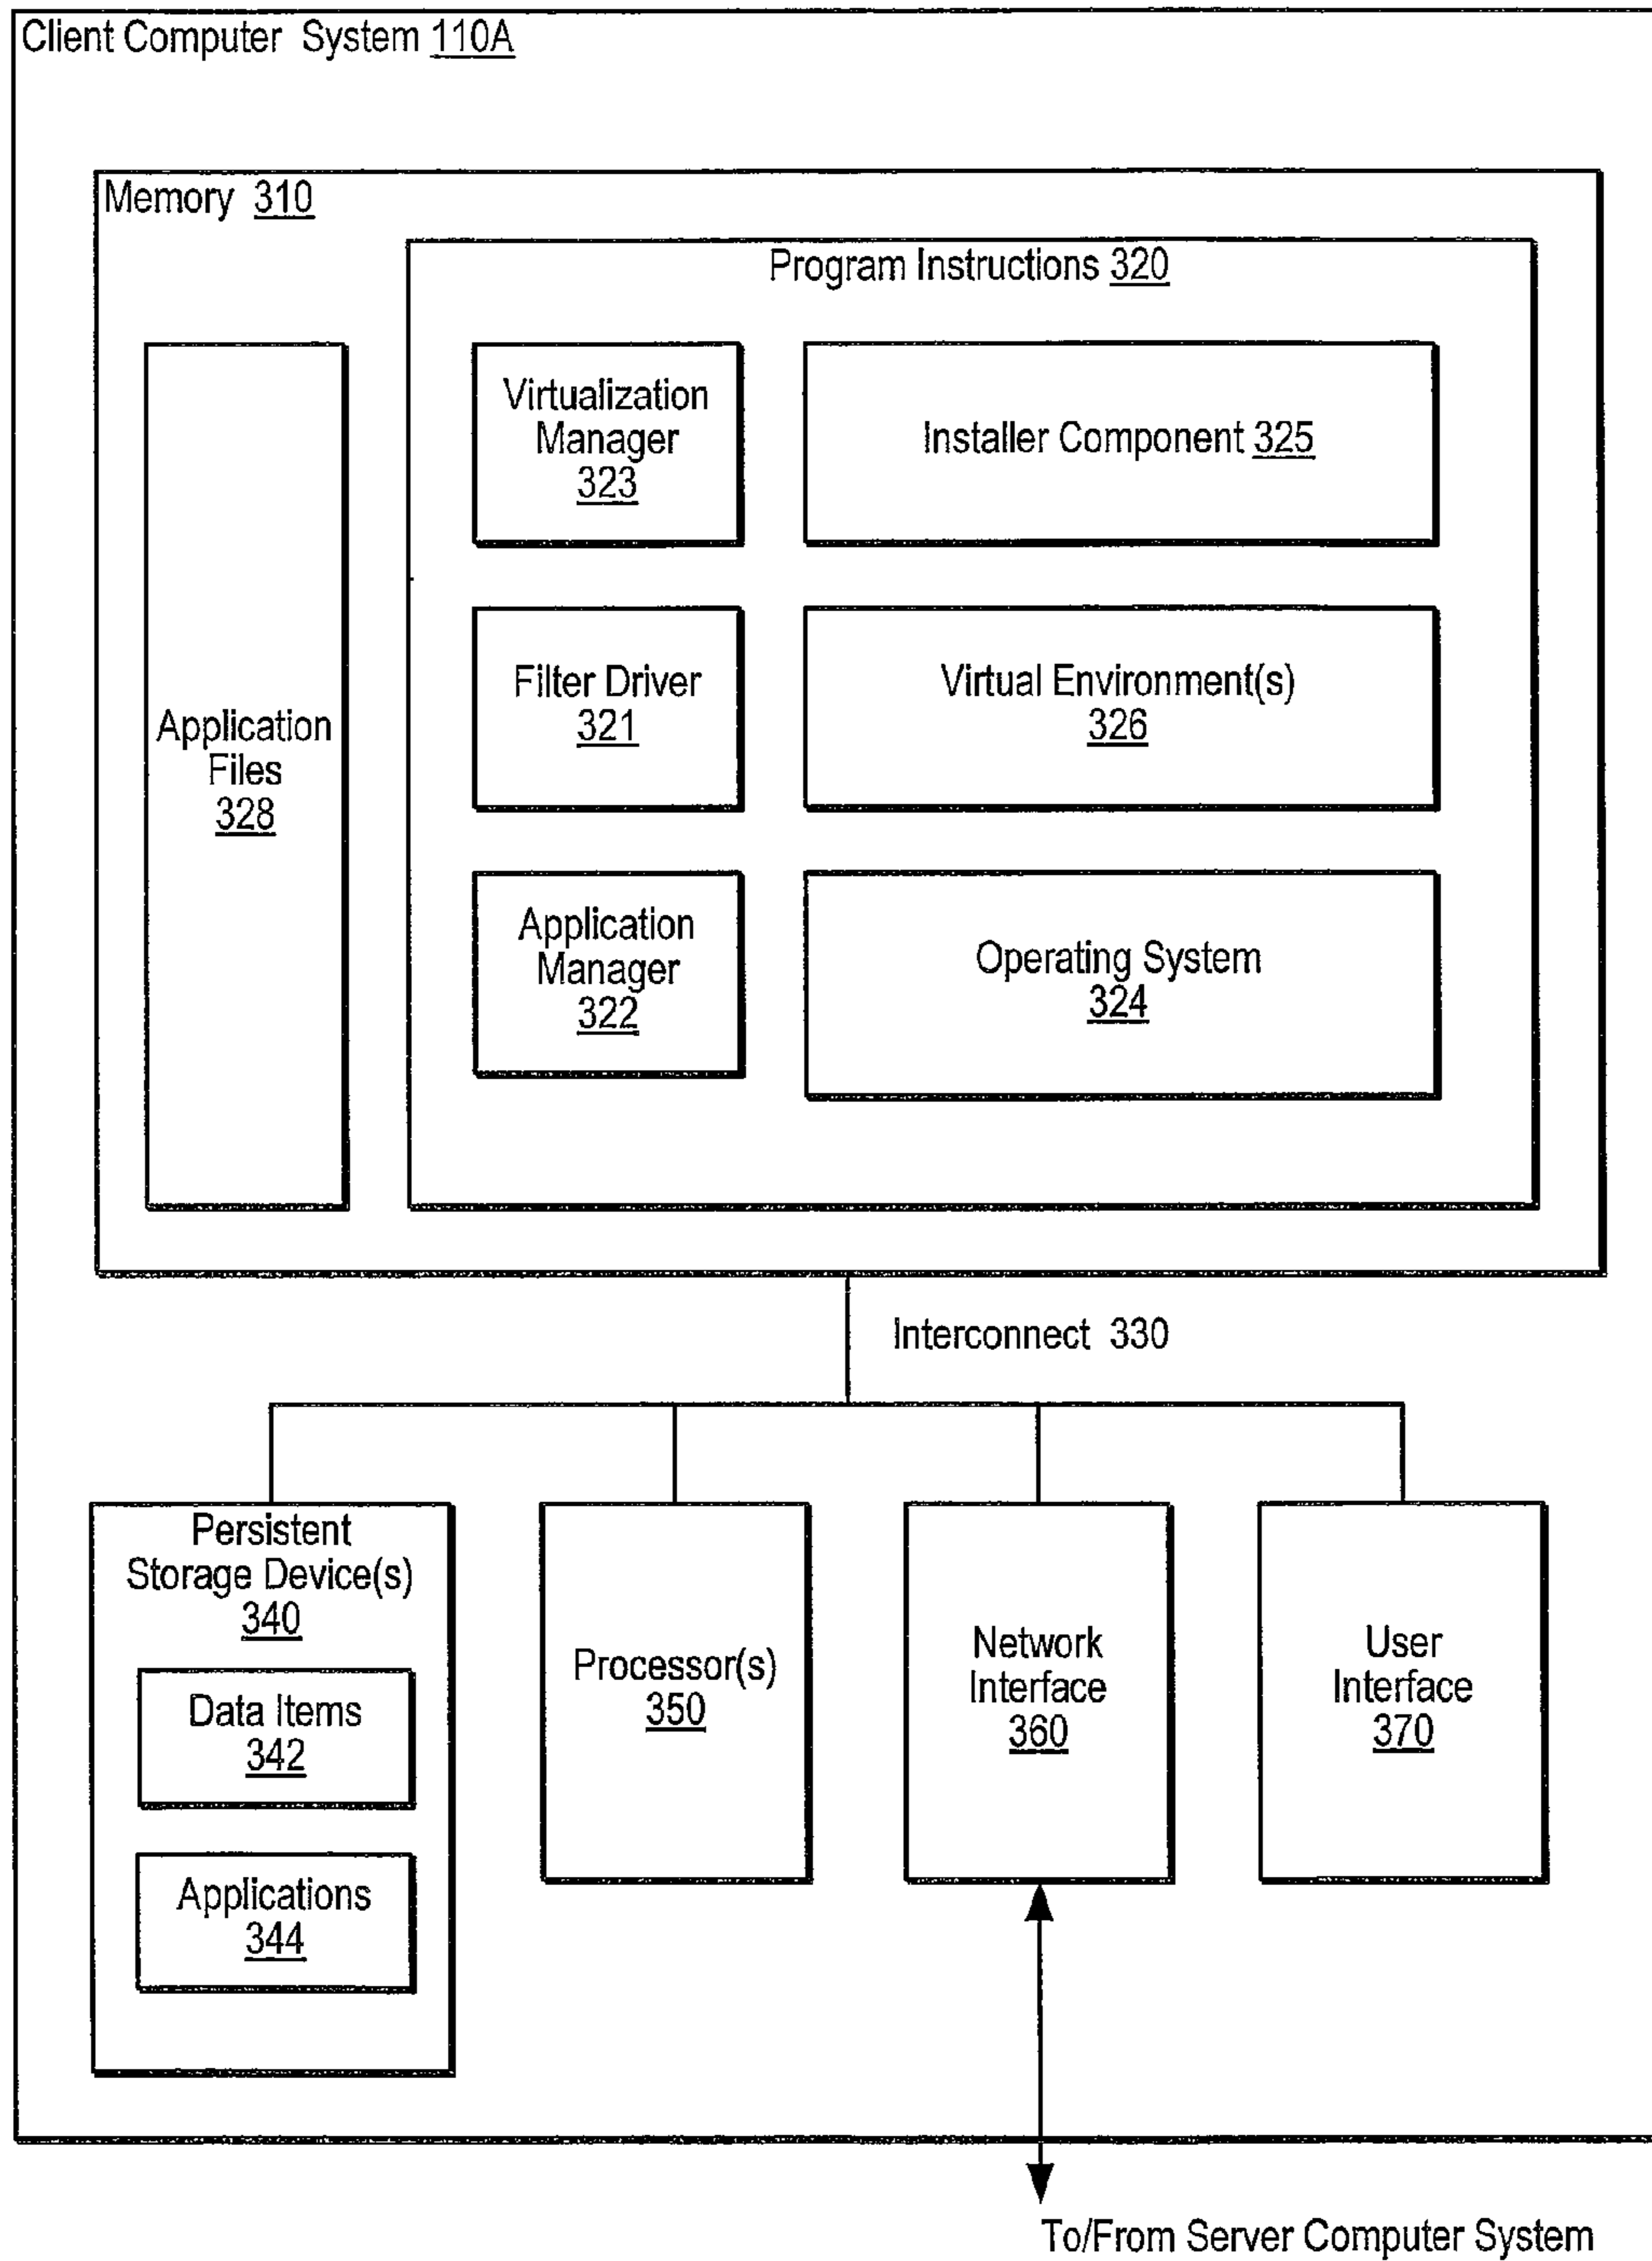 Client Computer System 110A
Memory 310
Program Instructions 320
Application
Files
328
Virtualization
Manager
323
Installer Component 325
Filter Driver
321
Virtual Environment(s)
326
Application
Manager
322
Operating System
324
Interconnect 330
Persistent
Storage Device(s)
340
Data Items
342
Applications
344
Processor(s)
350
Network
Interface
360
User
Interface
370
To/From Server Computer System